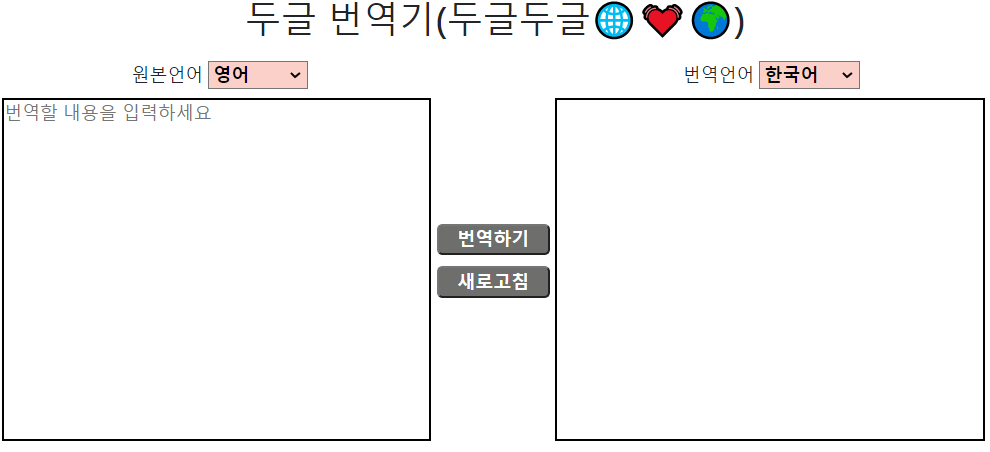 두글 번역기(두글두글🌐💓🌍)
원본언어 영어
번역언어 한국어
번역할 내용을 입력하세요
번역하기
새로고침